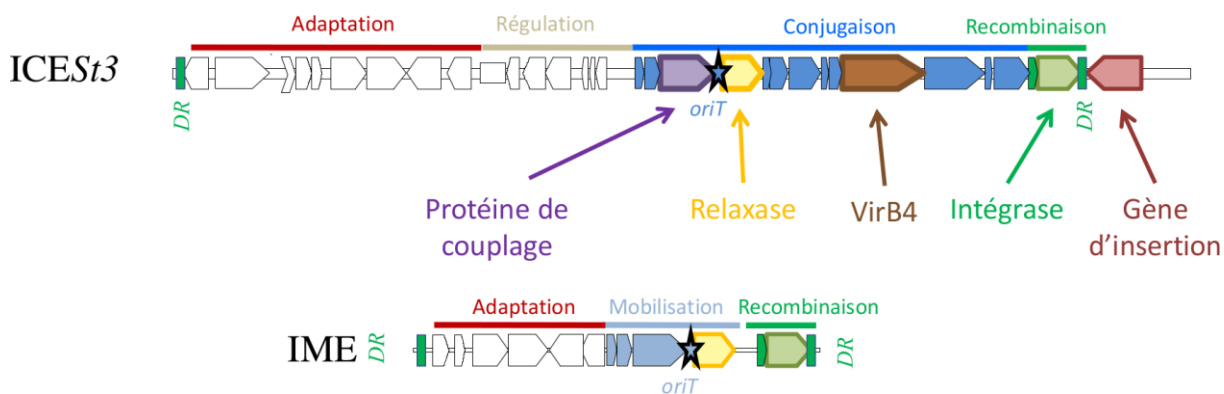 Adaptation Régulation Conjugaison Recombinaison
ICESt3
DR oriT DR
Protéine de couplage
Relaxase
VirB4
Intégrase
Gène d'insertion
Adaptation Mobilisation Recombinaison
IME DR DR
oriT